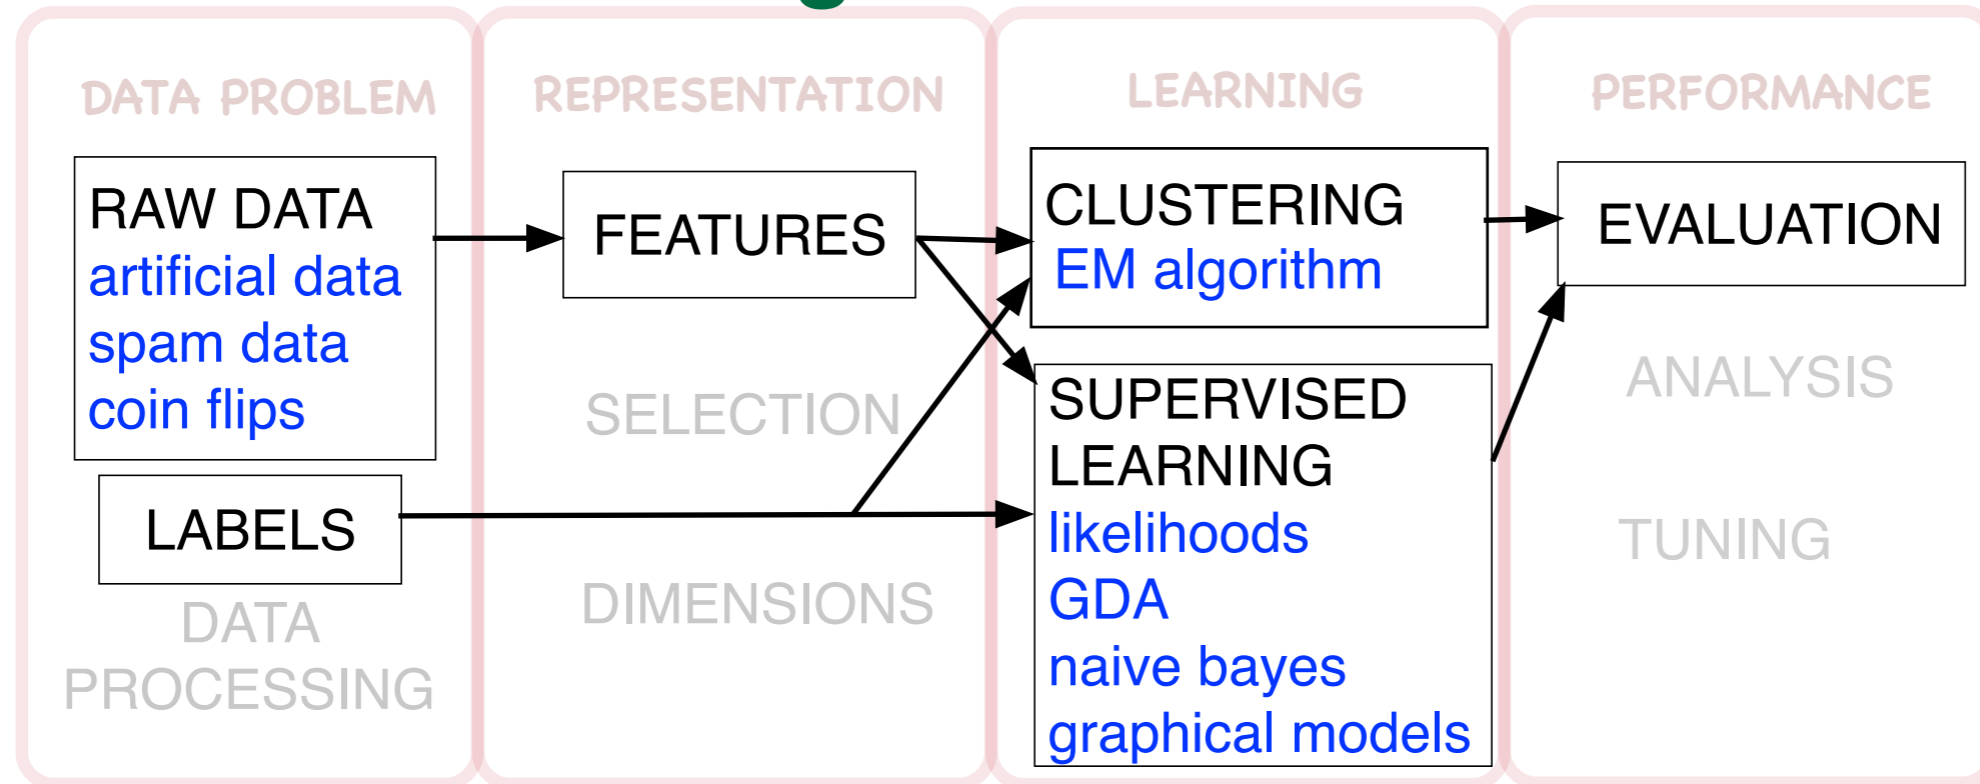 DATA PROBLEM
RAW DATA
artificial data
spam data
coin flips
LABELS
DATA
PROCESSING
REPRESENTATION
FEATURES
SELECTION
DIMENSIONS
LEARNING
CLUSTERING
EM algorithm
SUPERVISED
LEARNING
likelihoods
GDA
naive bayes
graphical models
PERFORMANCE
EVALUATION
ANALYSIS
TUNING